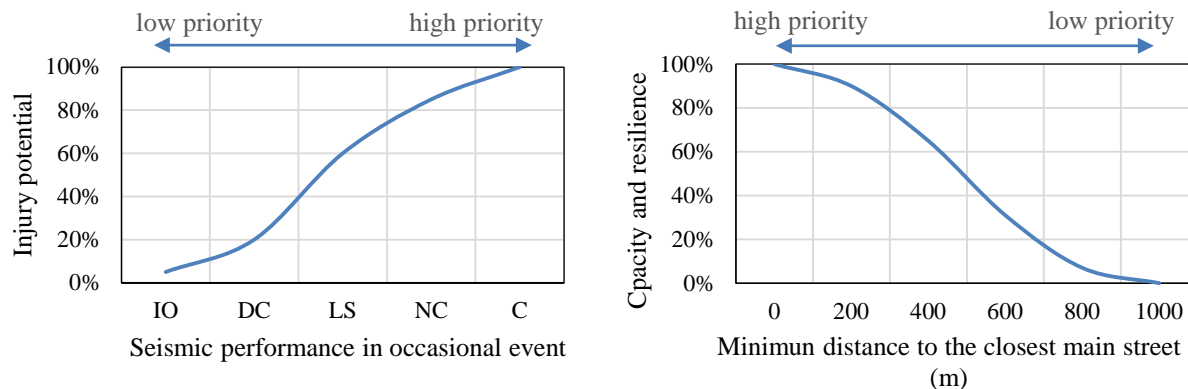 low priority high priority
Injury potential
100%
80%
60%
40%
20%
0%
IO DC LS NC C
Seismic performance in occasional event
high priority low priority
Cpacity and resilience
100%
80%
60%
40%
20%
0%
0 200 400 600 800 1000
Minimun distance to the closest main street
(m)